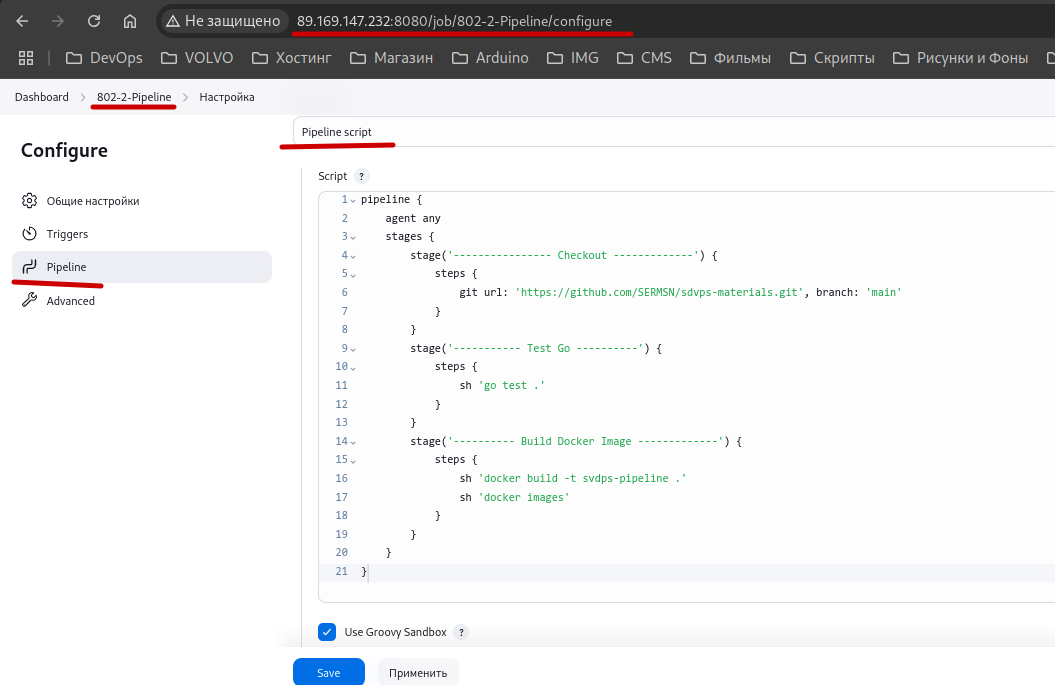 Не защищено 89.169.147.232:8080/job/802-2-Pipeline/configure
DevOps VOLVO Хостинг Магазин Arduino IMG CMS Фильмы Скрипты Рисунки и Фоны
Dashboard > 802-2-Pipeline > Настройка
Configure
Общие настройки
Triggers
Pipeline
Advanced
Pipeline script
Script ?
1 pipeline {
2     agent any
3     stages {
4         stage('---------------- Checkout -------------') {
5             steps {
6                 git url: 'https://github.com/SERMSN/sdvps-materials.git', branch: 'main'
7             }
8         }
9         stage('----------- Test Go ----------') {
10             steps {
11                 sh 'go test .'
12             }
13         }
14         stage('---------- Build Docker Image -------------') {
15             steps {
16                 sh 'docker build -t svdps-pipeline .'
17                 sh 'docker images'
18             }
19         }
20     }
21 }
Use Groovy Sandbox ?
Save Применить